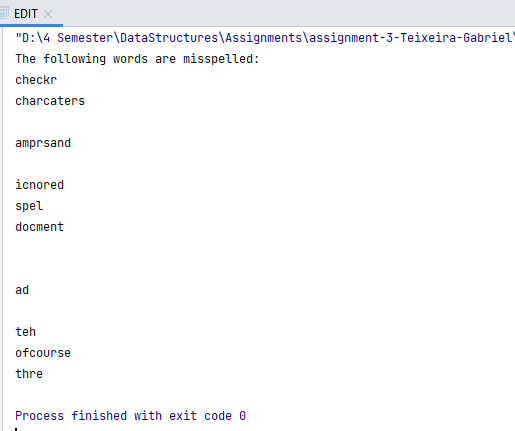 EDIT
"D:\4 Semester\DataStructures\Assignments\assignment-3-Teixeira-Gabriel\
The following words are misspelled:
checkr
charcaters
amprsand
icnored
spel
docment
ad
teh
ofcourse
thre
Process finished with exit code 0